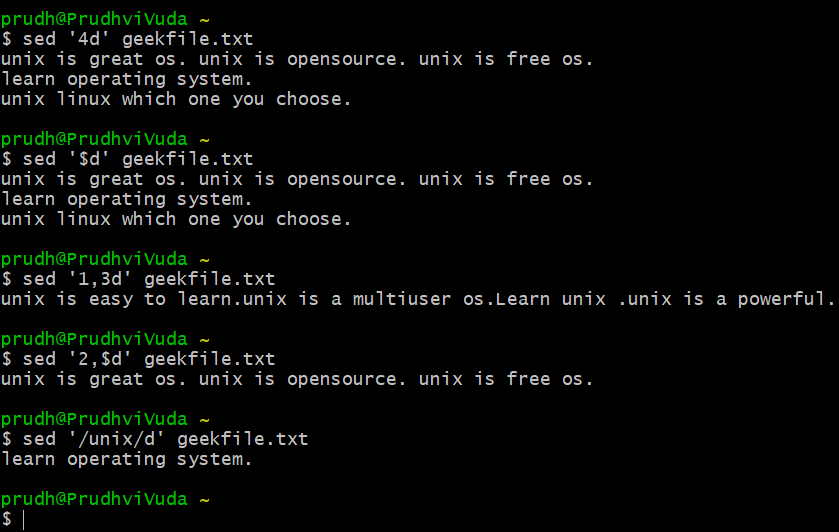 prudh@PrudhviVuda ~
$ sed '4d' geekfile.txt
unix is great os. unix is opensource. unix is free os.
learn operating system.
unix linux which one you choose.
prudh@PrudhviVuda ~
$ sed '$d' geekfile.txt
unix is great os. unix is opensource. unix is free os.
learn operating system.
unix linux which one you choose.
prudh@PrudhviVuda ~
$ sed '1,3d' geekfile.txt
unix is easy to learn.unix is a multiuser os.Learn unix .unix is a powerful.
prudh@PrudhviVuda ~
$ sed '2,$d' geekfile.txt
unix is great os. unix is opensource. unix is free os.
prudh@PrudhviVuda ~
$ sed '/unix/d' geekfile.txt
learn operating system.
prudh@PrudhviVuda ~
$